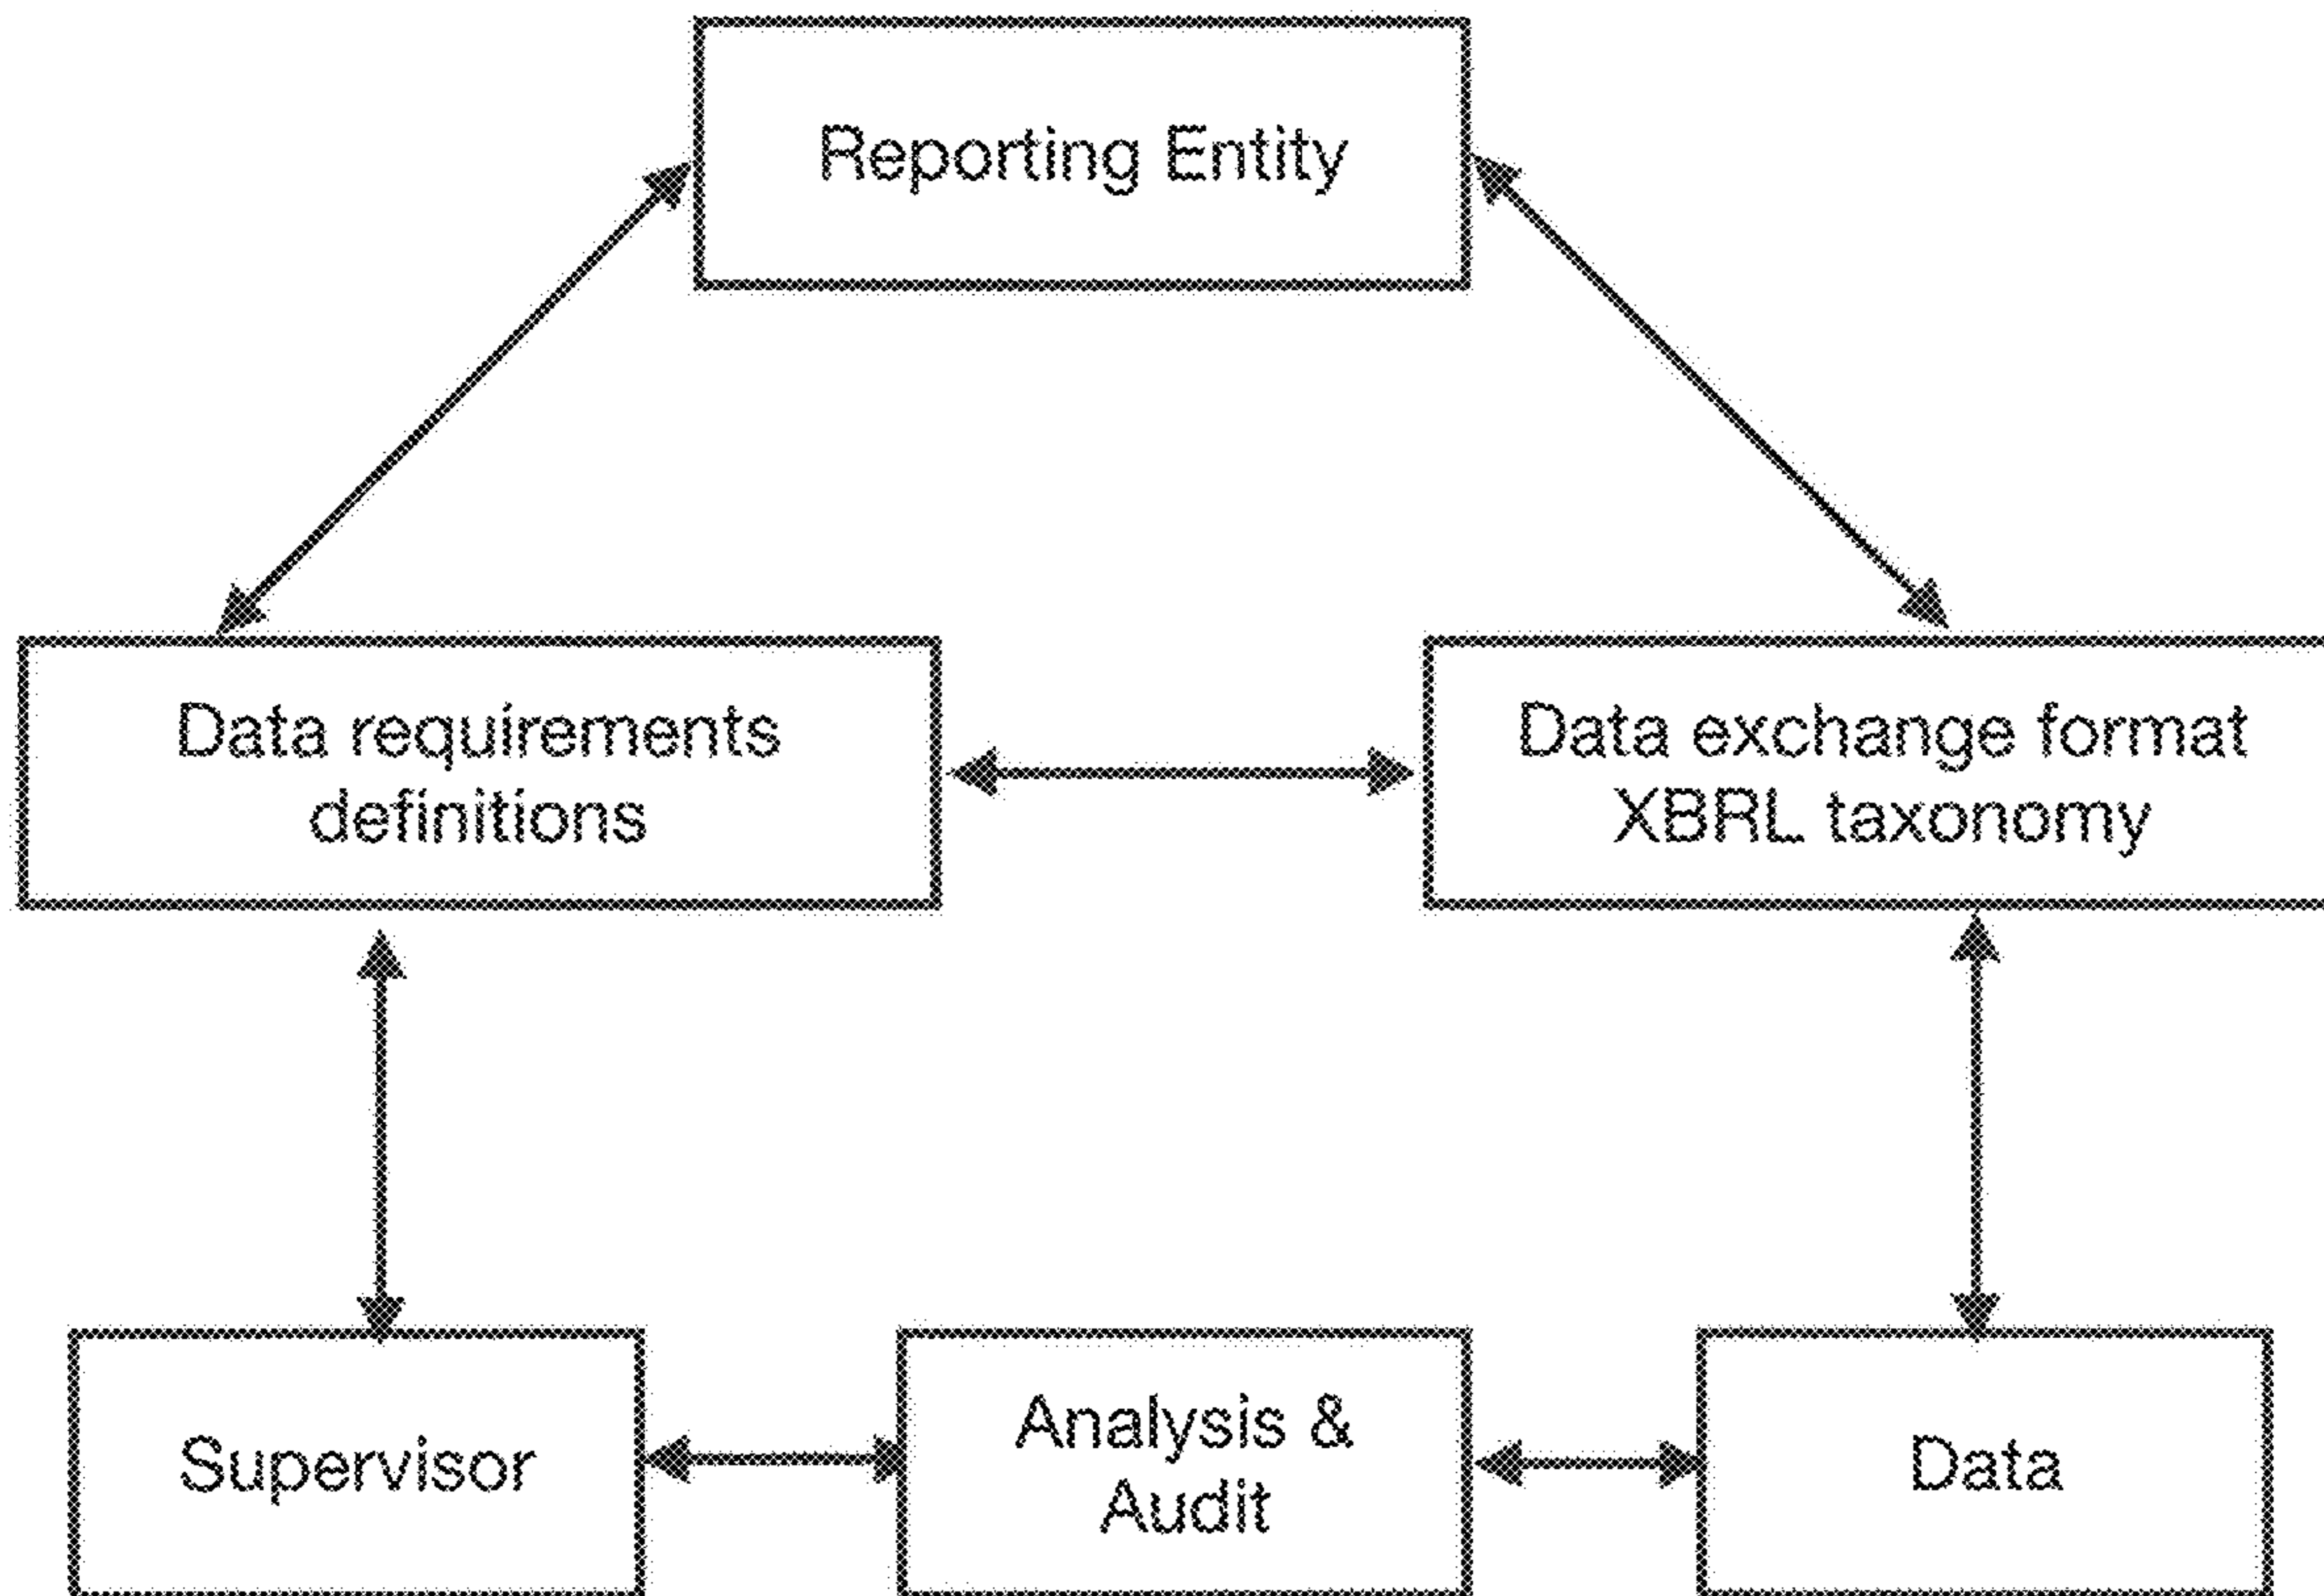 Reporting Entity
Data requirements
definitions
Data exchange format
XBRL taxonomy
Supervisor
Analysis &
Audit
Data